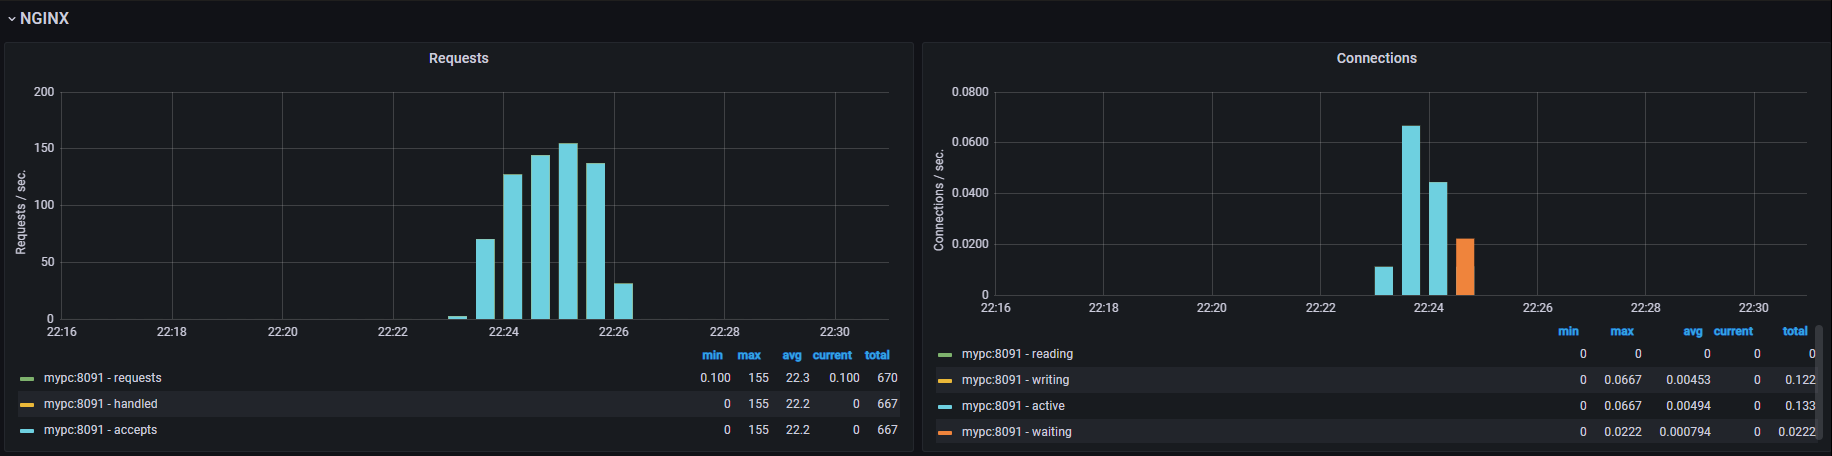 NGINX
Requests
Requests / sec.
200
150
100
50
0
22:16 22:18 22:20 22:22 22:24 22:26 22:28 22:30
min max avg current total
mypc:8091 - requests 0.100 155 22.3 0.100 670
mypc:8091 - handled 0 155 22.2 0 667
mypc:8091 - accepts 0 155 22.2 0 667
Connections
Connections / sec.
0.0800
0.0600
0.0400
0.0200
0
22:16 22:18 22:20 22:22 22:24 22:26 22:28 22:30
min max avg current total
mypc:8091 - reading 0 0 0 0 0
mypc:8091 - writing 0 0.0667 0.00453 0 0.122
mypc:8091 - active 0 0.0667 0.00494 0 0.133
mypc:8091 - waiting 0 0.0222 0.000794 0 0.0222